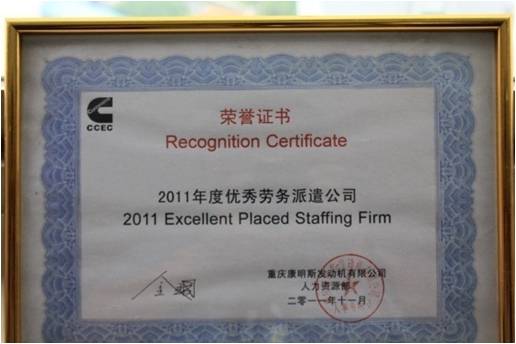 CCEC
荣誉证书
Recognition Certificate
2011年度优秀劳务派遣公司
2011 Excellent Placed Staffing Firm
重庆康明斯发动机有限公司
人力资源部
二零一一年十一月